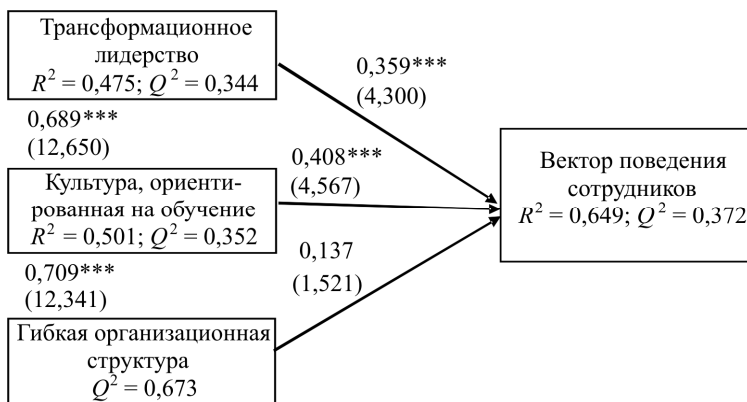 Трансформационное
лидерство
R² = 0,475; Q² = 0,344
0,359***
(4,300)
0,689***
(12,650)
0,408***
(4,567)
Культура, ориенти-
рованная на обучение
R² = 0,501; Q² = 0,352
Вектор поведения
сотрудников
R² = 0,649; Q² = 0,372
0,137
(1,521)
0,709***
(12,341)
Гибкая организационная
структура
Q² = 0,673